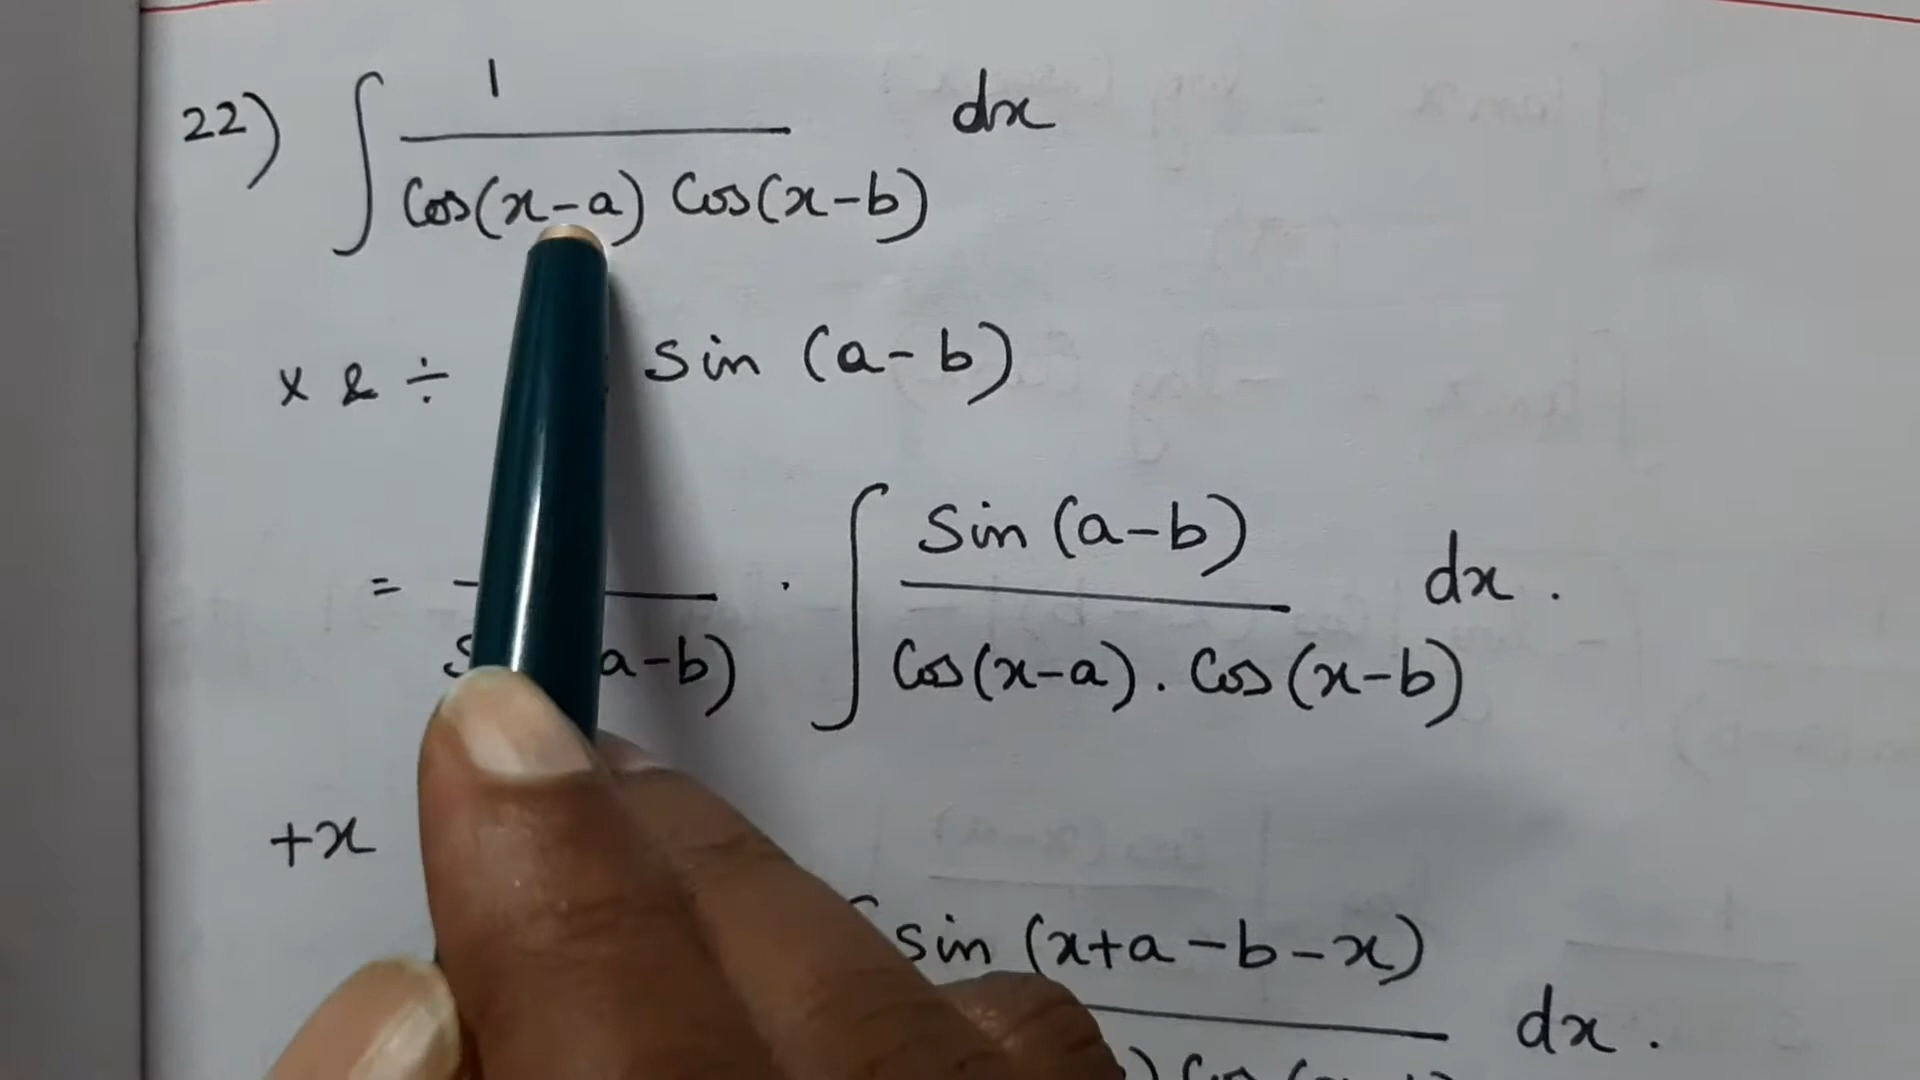 22) ∫ 1 / Cos(x-a) Cos(x-b) dx
x & ÷ Sin (a-b)
= a-b) . ∫ Sin (a-b) / Cos(x-a) . Cos(x-b) dx .
+x
Sin (x+a-b-x) dx .